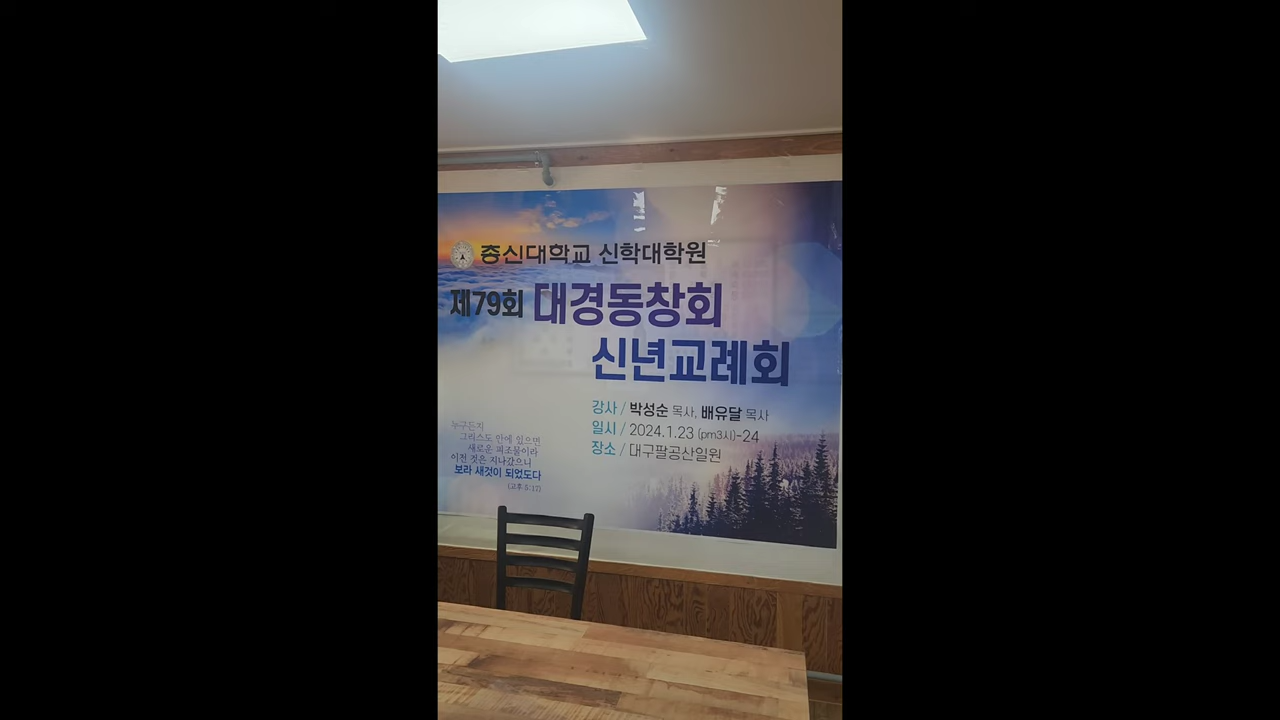 총신대학교 신학대학원
제79회 대경동창회
신년교례회
강사 / 박성순 목사, 배유달 목사
일시 / 2024.1.23 (pm3시)-24
장소 / 대구팔공산일원
누구든지
그리스도 안에 있으면
새로운 피조물이라
이전 것은 지나갔으니
보라 새것이 되었도다
(고후 5:17)